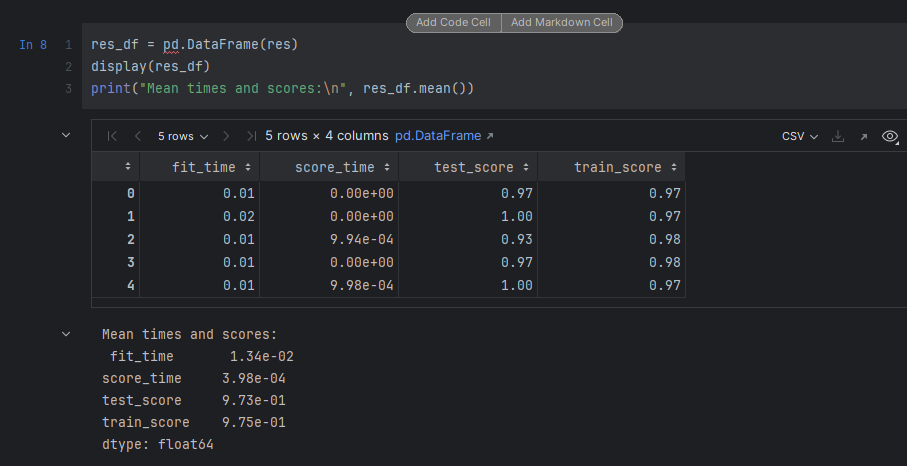 Add Code Cell Add Markdown Cell
In 8 1 res_df = pd.DataFrame(res)
2 display(res_df)
3 print("Mean times and scores:\n", res_df.mean())
5 rows 5 rows × 4 columns pd.DataFrame CSV
fit_time score_time test_score train_score
0 0.01 0.00e+00 0.97 0.97
1 0.02 0.00e+00 1.00 0.97
2 0.01 9.94e-04 0.93 0.98
3 0.01 0.00e+00 0.97 0.98
4 0.01 9.98e-04 1.00 0.97
Mean times and scores:
fit_time 1.34e-02
score_time 3.98e-04
test_score 9.73e-01
train_score 9.75e-01
dtype: float64